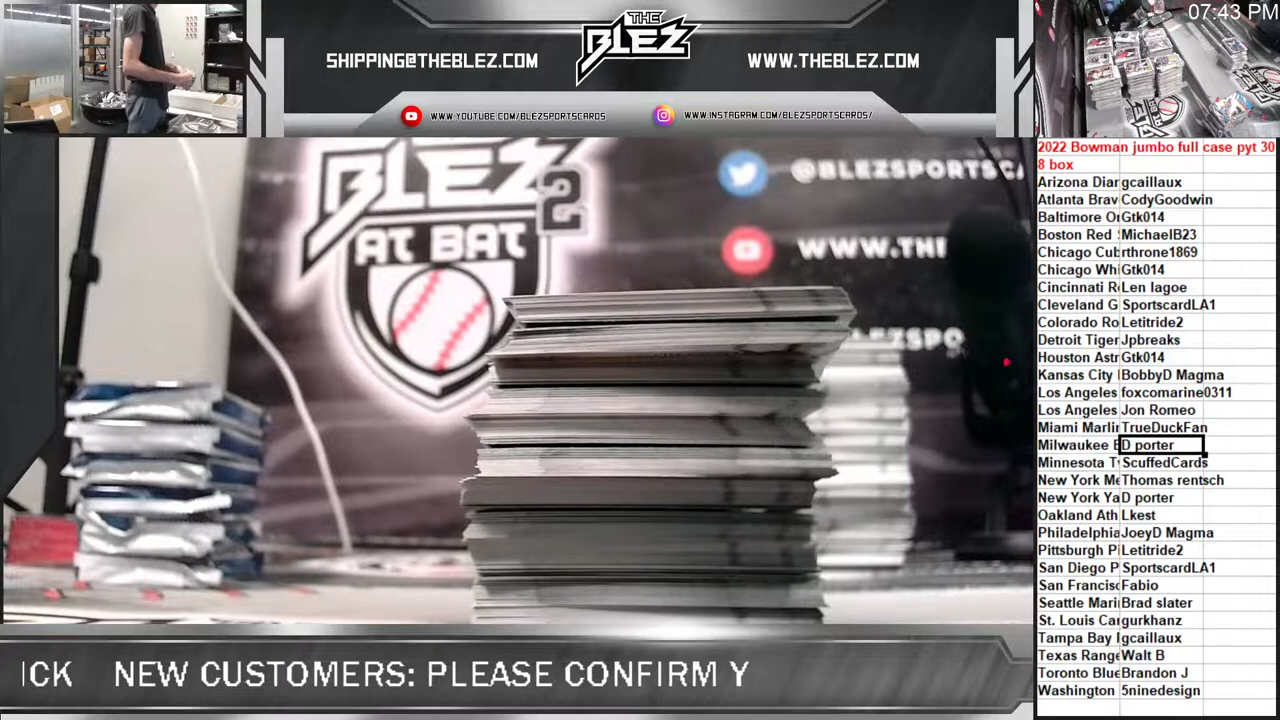 07:43 PM
THE
BLEZ
SHIPPING@THEBLEZ.COM
WWW.THEBLEZ.COM
WWW.YOUTUBE.COM/BLEZSPORTSCARDS
WWW.INSTAGRAM.COM/BLEZSPORTSCARDS/
BLEZ
2
AT BAT
@BLEZSPORTSCA
WWW.THI
LEZSPO
2022 Bowman jumbo full case pyt 30
8 box
Arizona Diar gcaillaux
Atlanta Brav CodyGoodwin
Baltimore Or Gtk014
Boston Red MichaelB23
Chicago Cub rthrone1869
Chicago Whi Gtk014
Cincinnati R Len lagoe
Cleveland G SportscardLA1
Colorado Ro Letitride2
Detroit Tiger Jpbreaks
Houston Astr Gtk014
Kansas City BobbyD Magma
Los Angeles foxcomarine0311
Los Angeles Jon Romeo
Miami Marlin TrueDuckFan
Milwaukee B D porter
Minnesota T ScuffedCards
New York Me Thomas rentsch
New York Ya D porter
Oakland Ath Lkest
Philadelphia JoeyD Magma
Pittsburgh P Letitride2
San Diego P SportscardLA1
San Francisc Fabio
Seattle Mari Brad slater
St. Louis Car gurkhanz
Tampa Bay gcaillaux
Texas Range Walt B
Toronto Blue Brandon J
Washington 5ninedesign
ICK NEW CUSTOMERS: PLEASE CONFIRM Y